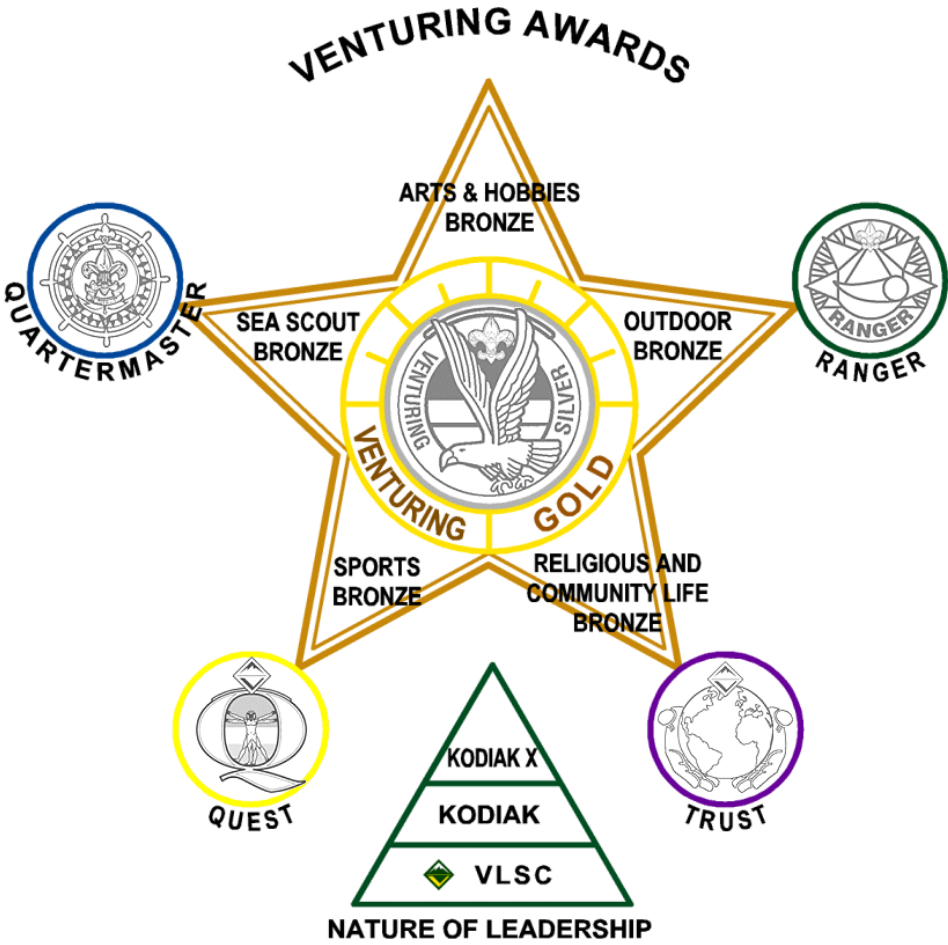 VENTURING AWARDS
ARTS & HOBBIES
BRONZE
QUARTERMASTER
SEA SCOUT
BRONZE
OUTDOOR
BRONZE
RANGER
RANGER
VENTURING
SILVER
VENTURING
GOLD
SPORTS
BRONZE
RELIGIOUS AND
COMMUNITY LIFE
BRONZE
Q
QUEST
TRUST
KODIAK X
KODIAK
VLSC
NATURE OF LEADERSHIP